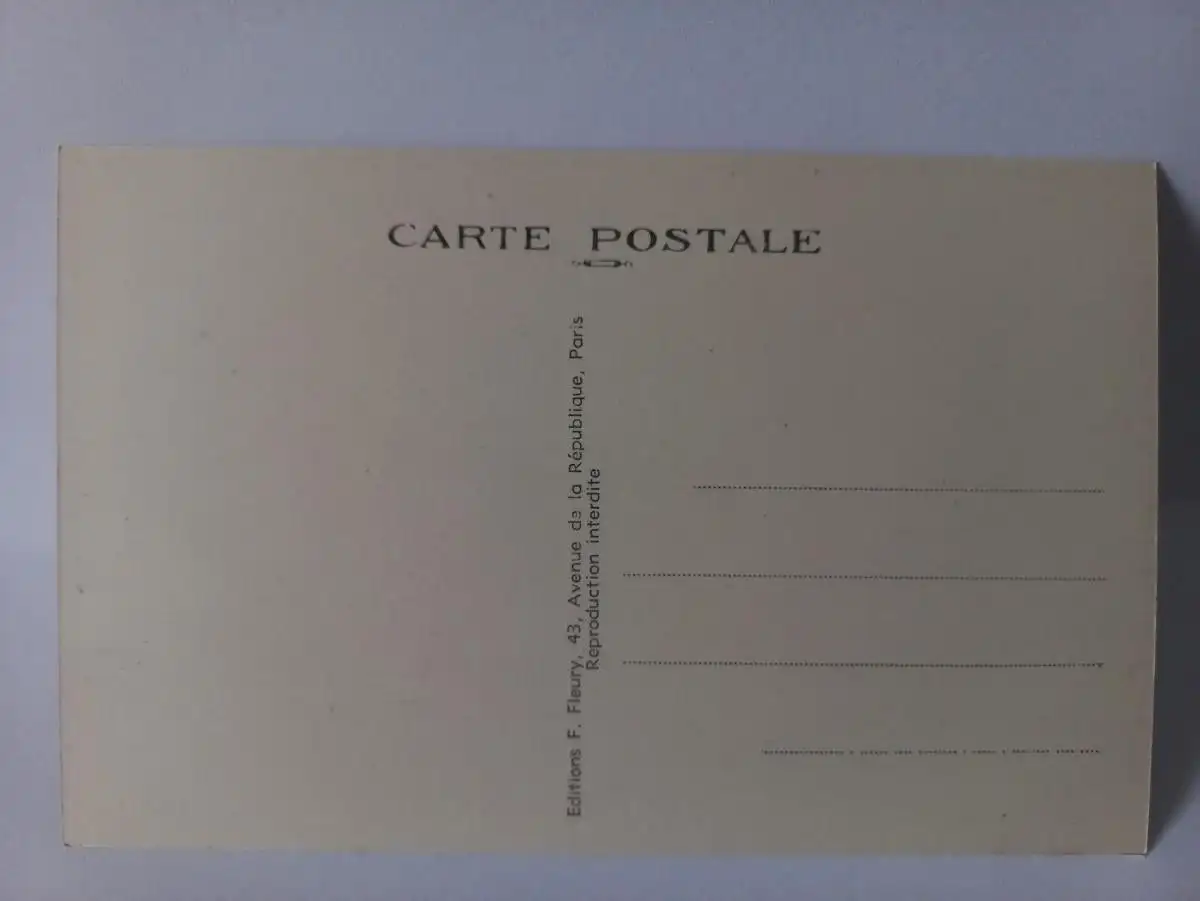 CARTE POSTALE
Editions F. Fleury, 43, Avenue de la République, Paris
Reproduction interdite